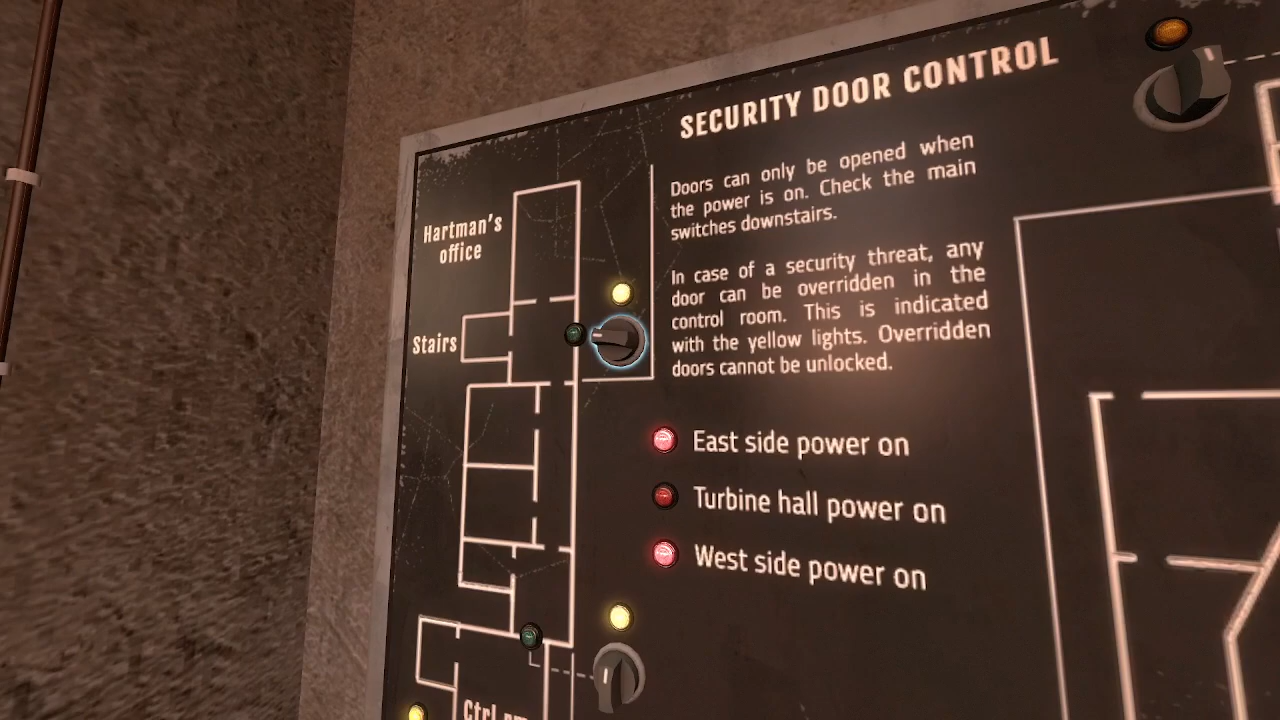 SECURITY DOOR CONTROL
Doors can only be opened when
the power is on. Check the main
switches downstairs.
In case of a security threat, any
door can be overridden in the
control room. This is indicated
with the yellow lights. Overridden
doors cannot be unlocked.
Hartman's
office
Stairs
East side power on
Turbine hall power on
West side power on